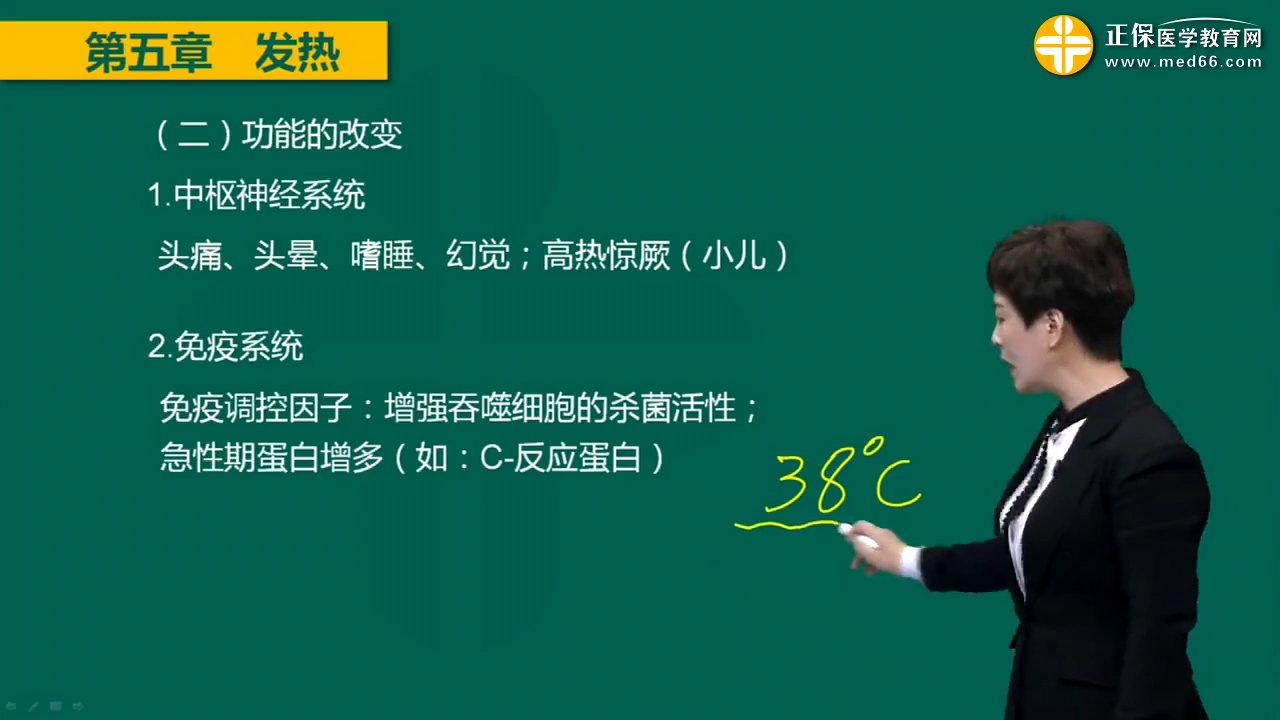 第五章 发热
正保医学教育网
www.med66.com
（二）功能的改变
1.中枢神经系统
头痛、头晕、嗜睡、幻觉；高热惊厥（小儿）
2.免疫系统
免疫调控因子：增强吞噬细胞的杀菌活性；
急性期蛋白增多（如：C-反应蛋白）
38°C